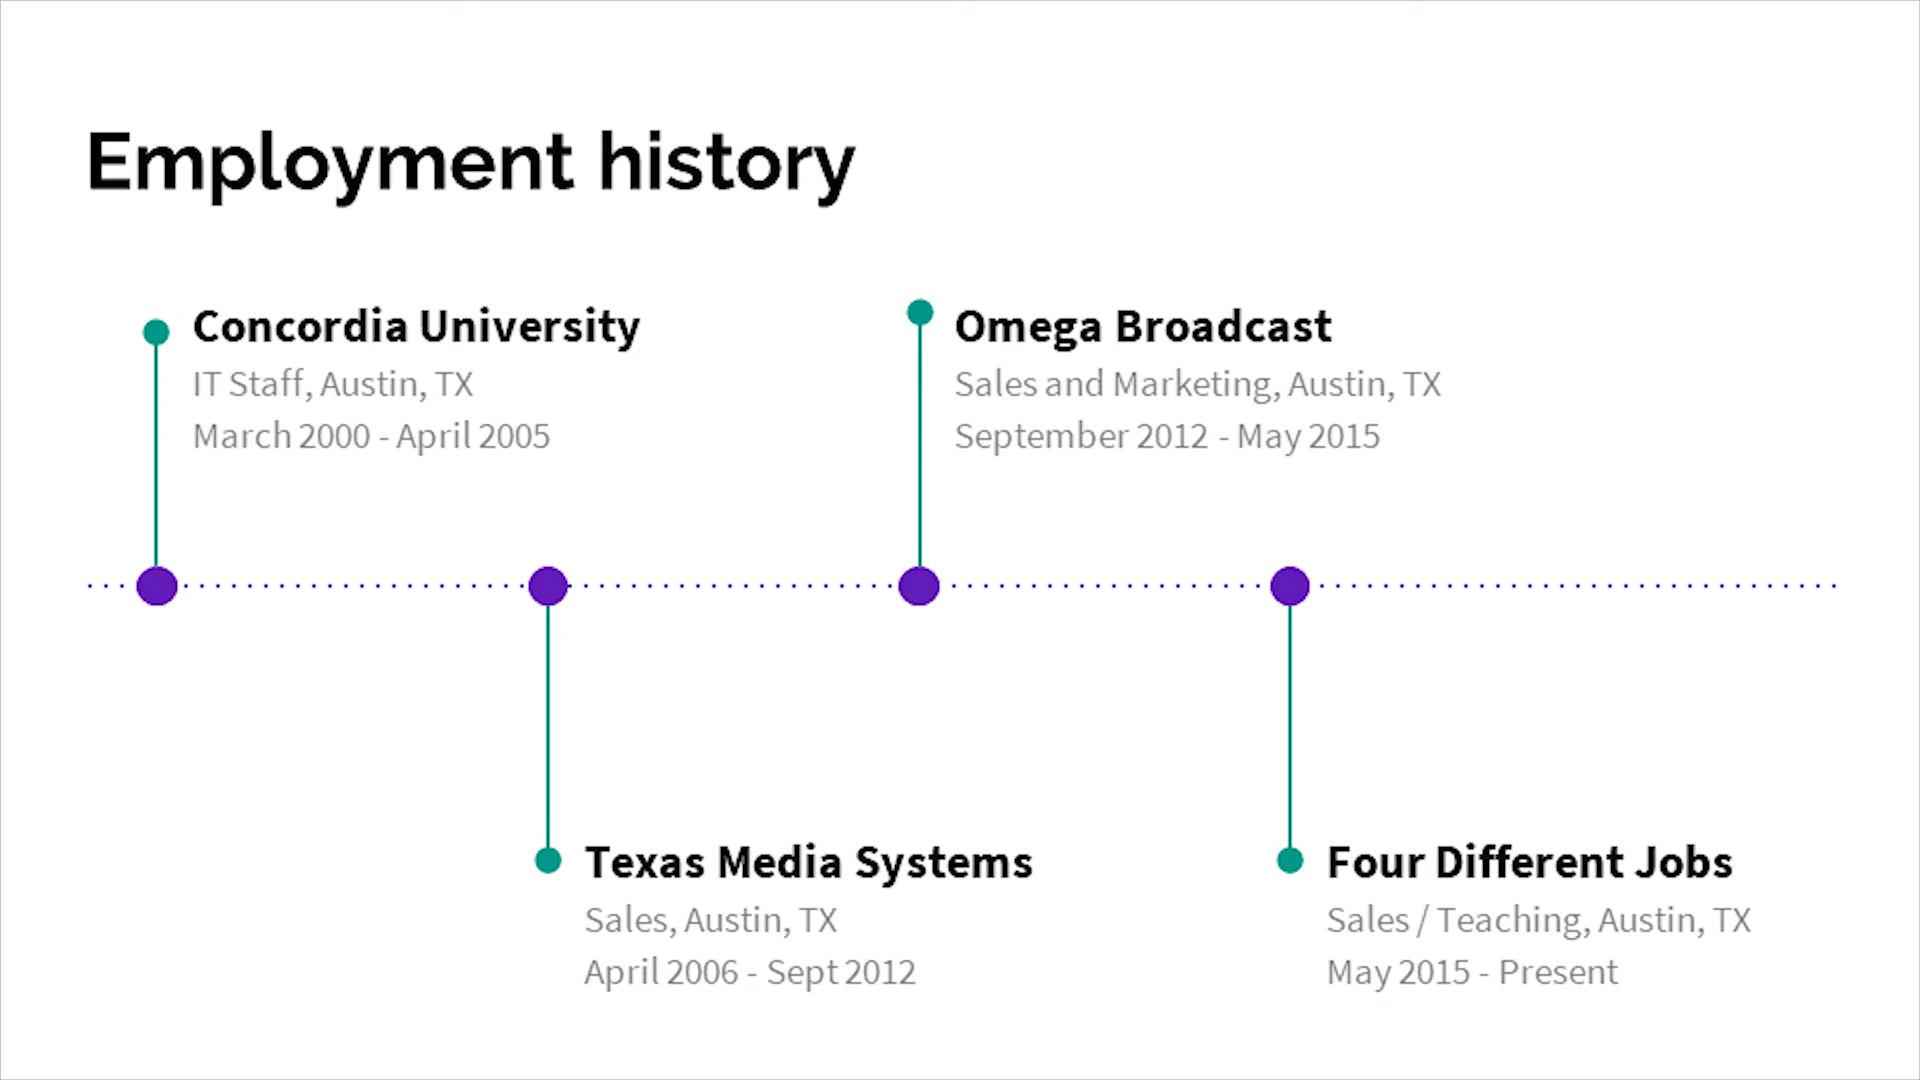 Employment history
Concordia University
IT Staff, Austin, TX
March 2000 - April 2005
Omega Broadcast
Sales and Marketing, Austin, TX
September 2012 - May 2015
Texas Media Systems
Sales, Austin, TX
April 2006 - Sept 2012
Four Different Jobs
Sales / Teaching, Austin, TX
May 2015 - Present